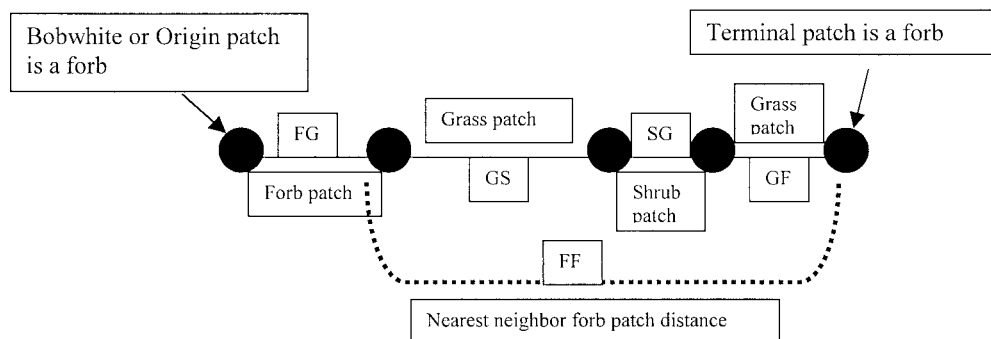 Bobwhite or Origin patch
is a forb
Terminal patch is a forb
FG
Grass patch
SG
Grass
patch
Forb patch
GS
Shrub
patch
GF
FF
Nearest neighbor forb patch distance